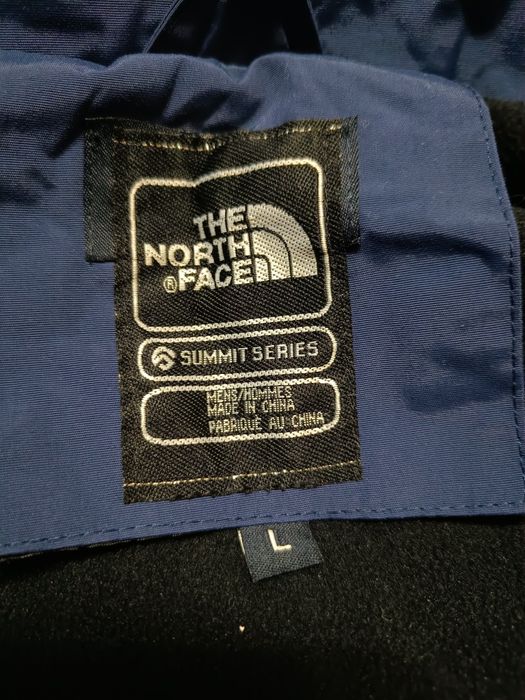 THE
NORTH
®FACE
SUMMIT SERIES
MENS/HOMMES
MADE IN CHINA
FABRIQUÉ AU CHINA
L